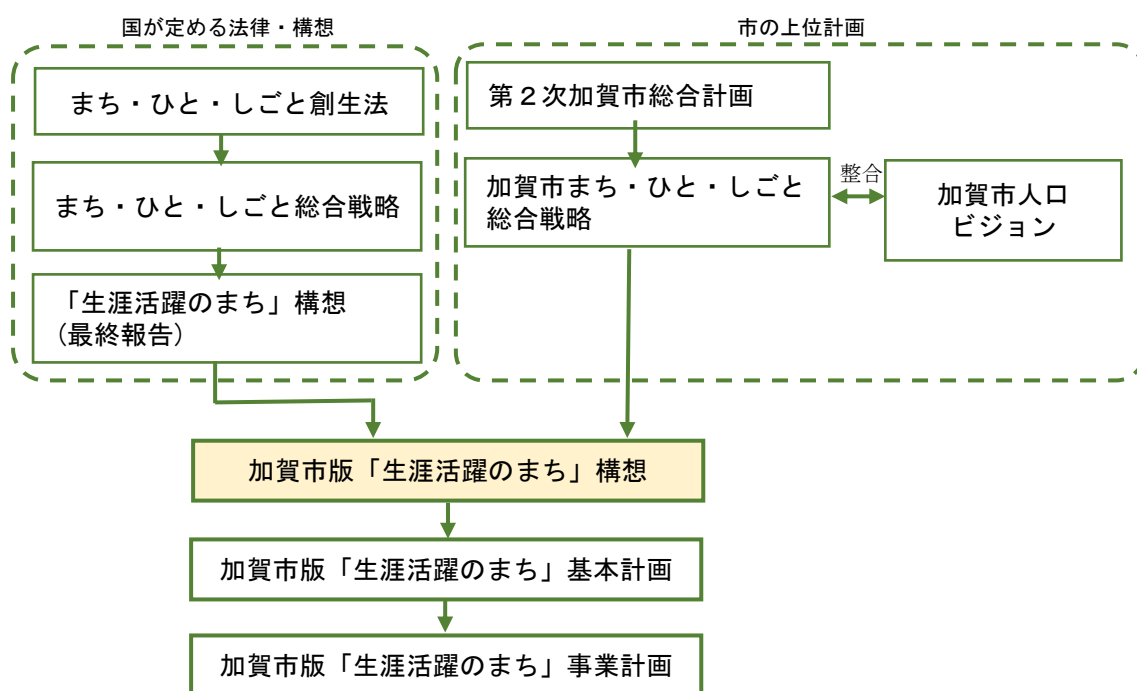 国が定める法律・構想
まち・ひと・しごと創生法
まち・ひと・しごと総合戦略
「生涯活躍のまち」構想
（最終報告）
市の上位計画
第２次加賀市総合計画
加賀市まち・ひと・しごと
総合戦略
整合
加賀市人口
ビジョン
加賀市版「生涯活躍のまち」構想
加賀市版「生涯活躍のまち」基本計画
加賀市版「生涯活躍のまち」事業計画